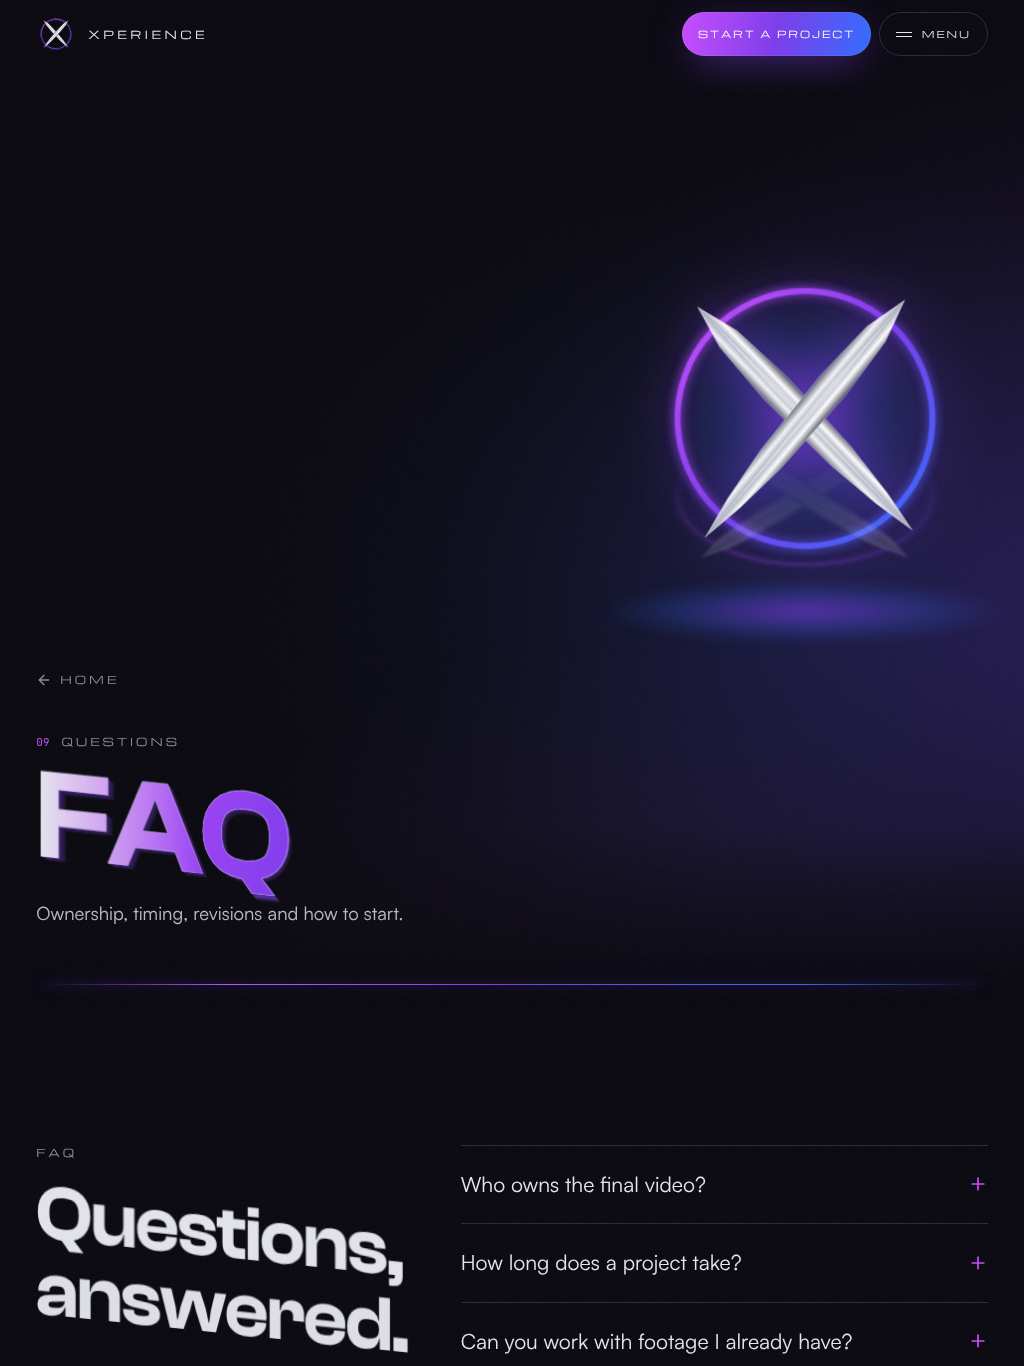 XPERIENCE
START A PROJECT
MENU
HOME
09 QUESTIONS
FAQ
Ownership, timing, revisions and how to start.
FAQ
Questions,
answered.
Who owns the final video?
How long does a project take?
Can you work with footage I already have?